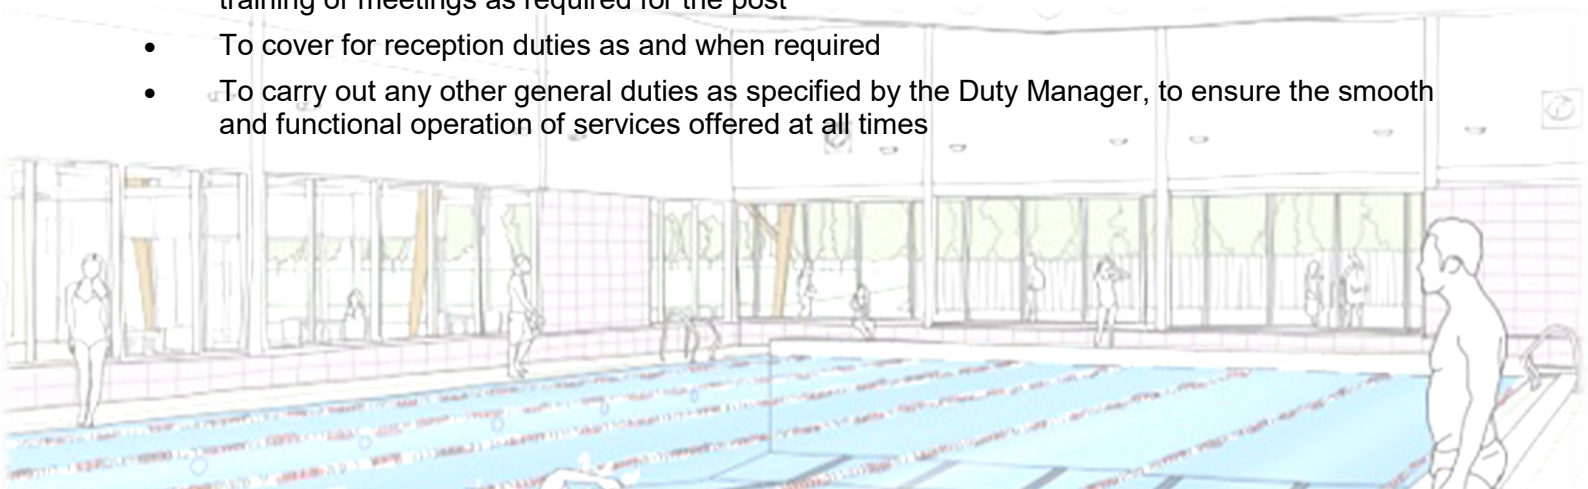 training or meetings as required for the post
• To cover for reception duties as and when required
• To carry out any other general duties as specified by the Duty Manager, to ensure the smooth
and functional operation of services offered at all times